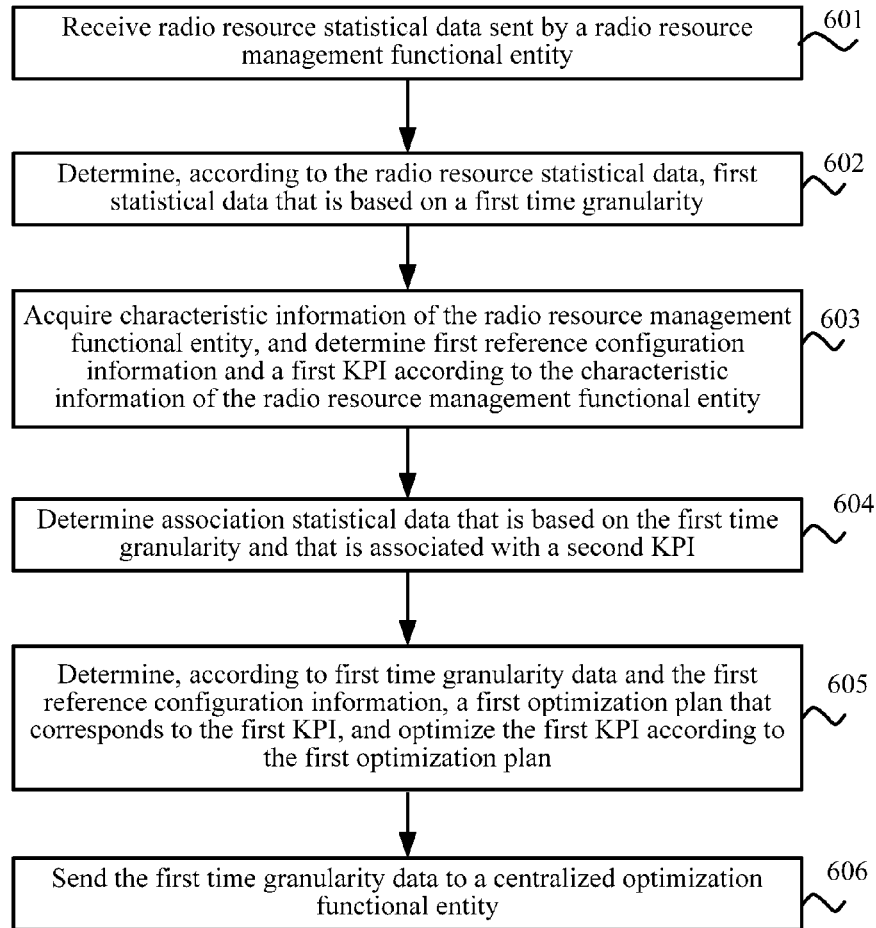 Receive radio resource statistical data sent by a radio resource
management functional entity
601
Determine, according to the radio resource statistical data, first
statistical data that is based on a first time granularity
602
Acquire characteristic information of the radio resource management
functional entity, and determine first reference configuration
information and a first KPI according to the characteristic
information of the radio resource management functional entity
603
Determine association statistical data that is based on the first time
granularity and that is associated with a second KPI
604
Determine, according to first time granularity data and the first
reference configuration information, a first optimization plan that
corresponds to the first KPI, and optimize the first KPI according to
the first optimization plan
605
Send the first time granularity data to a centralized optimization
functional entity
606